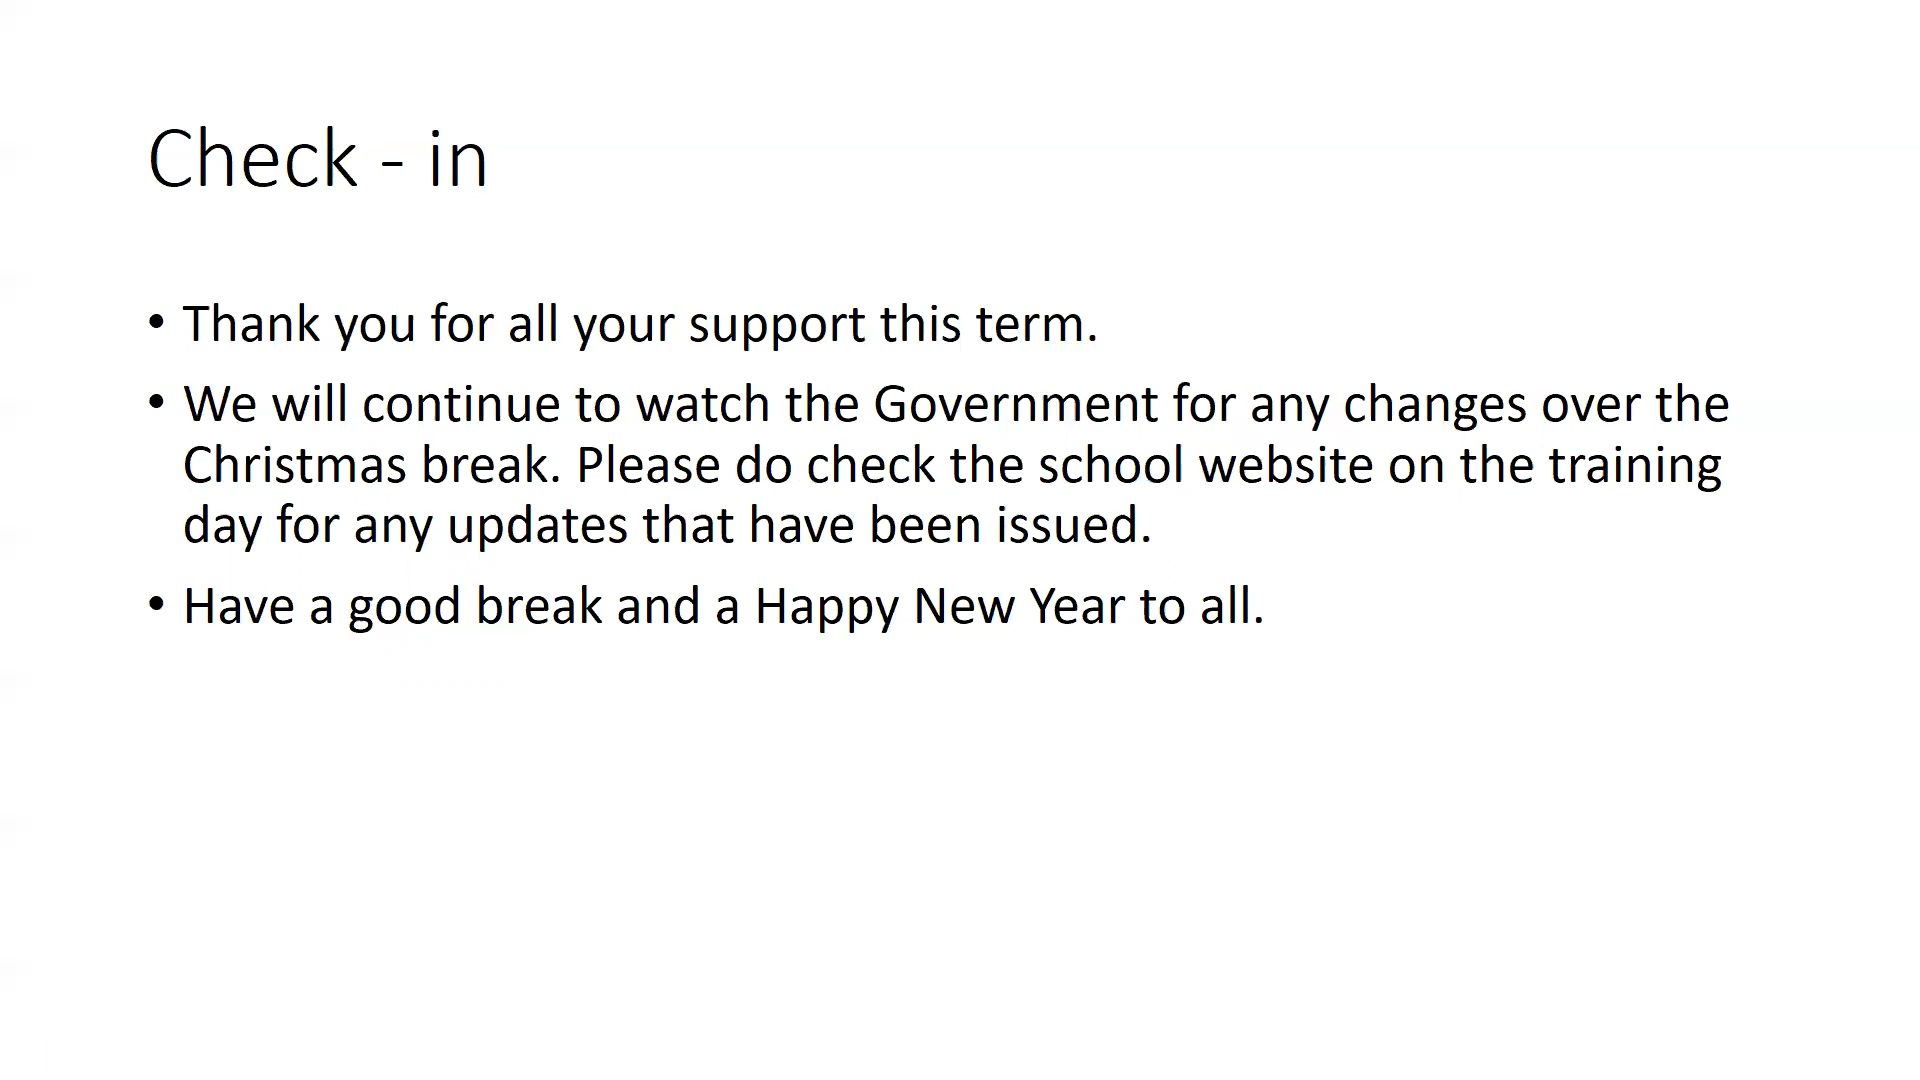 Check - in
• Thank you for all your support this term.
• We will continue to watch the Government for any changes over the
Christmas break. Please do check the school website on the training
day for any updates that have been issued.
• Have a good break and a Happy New Year to all.